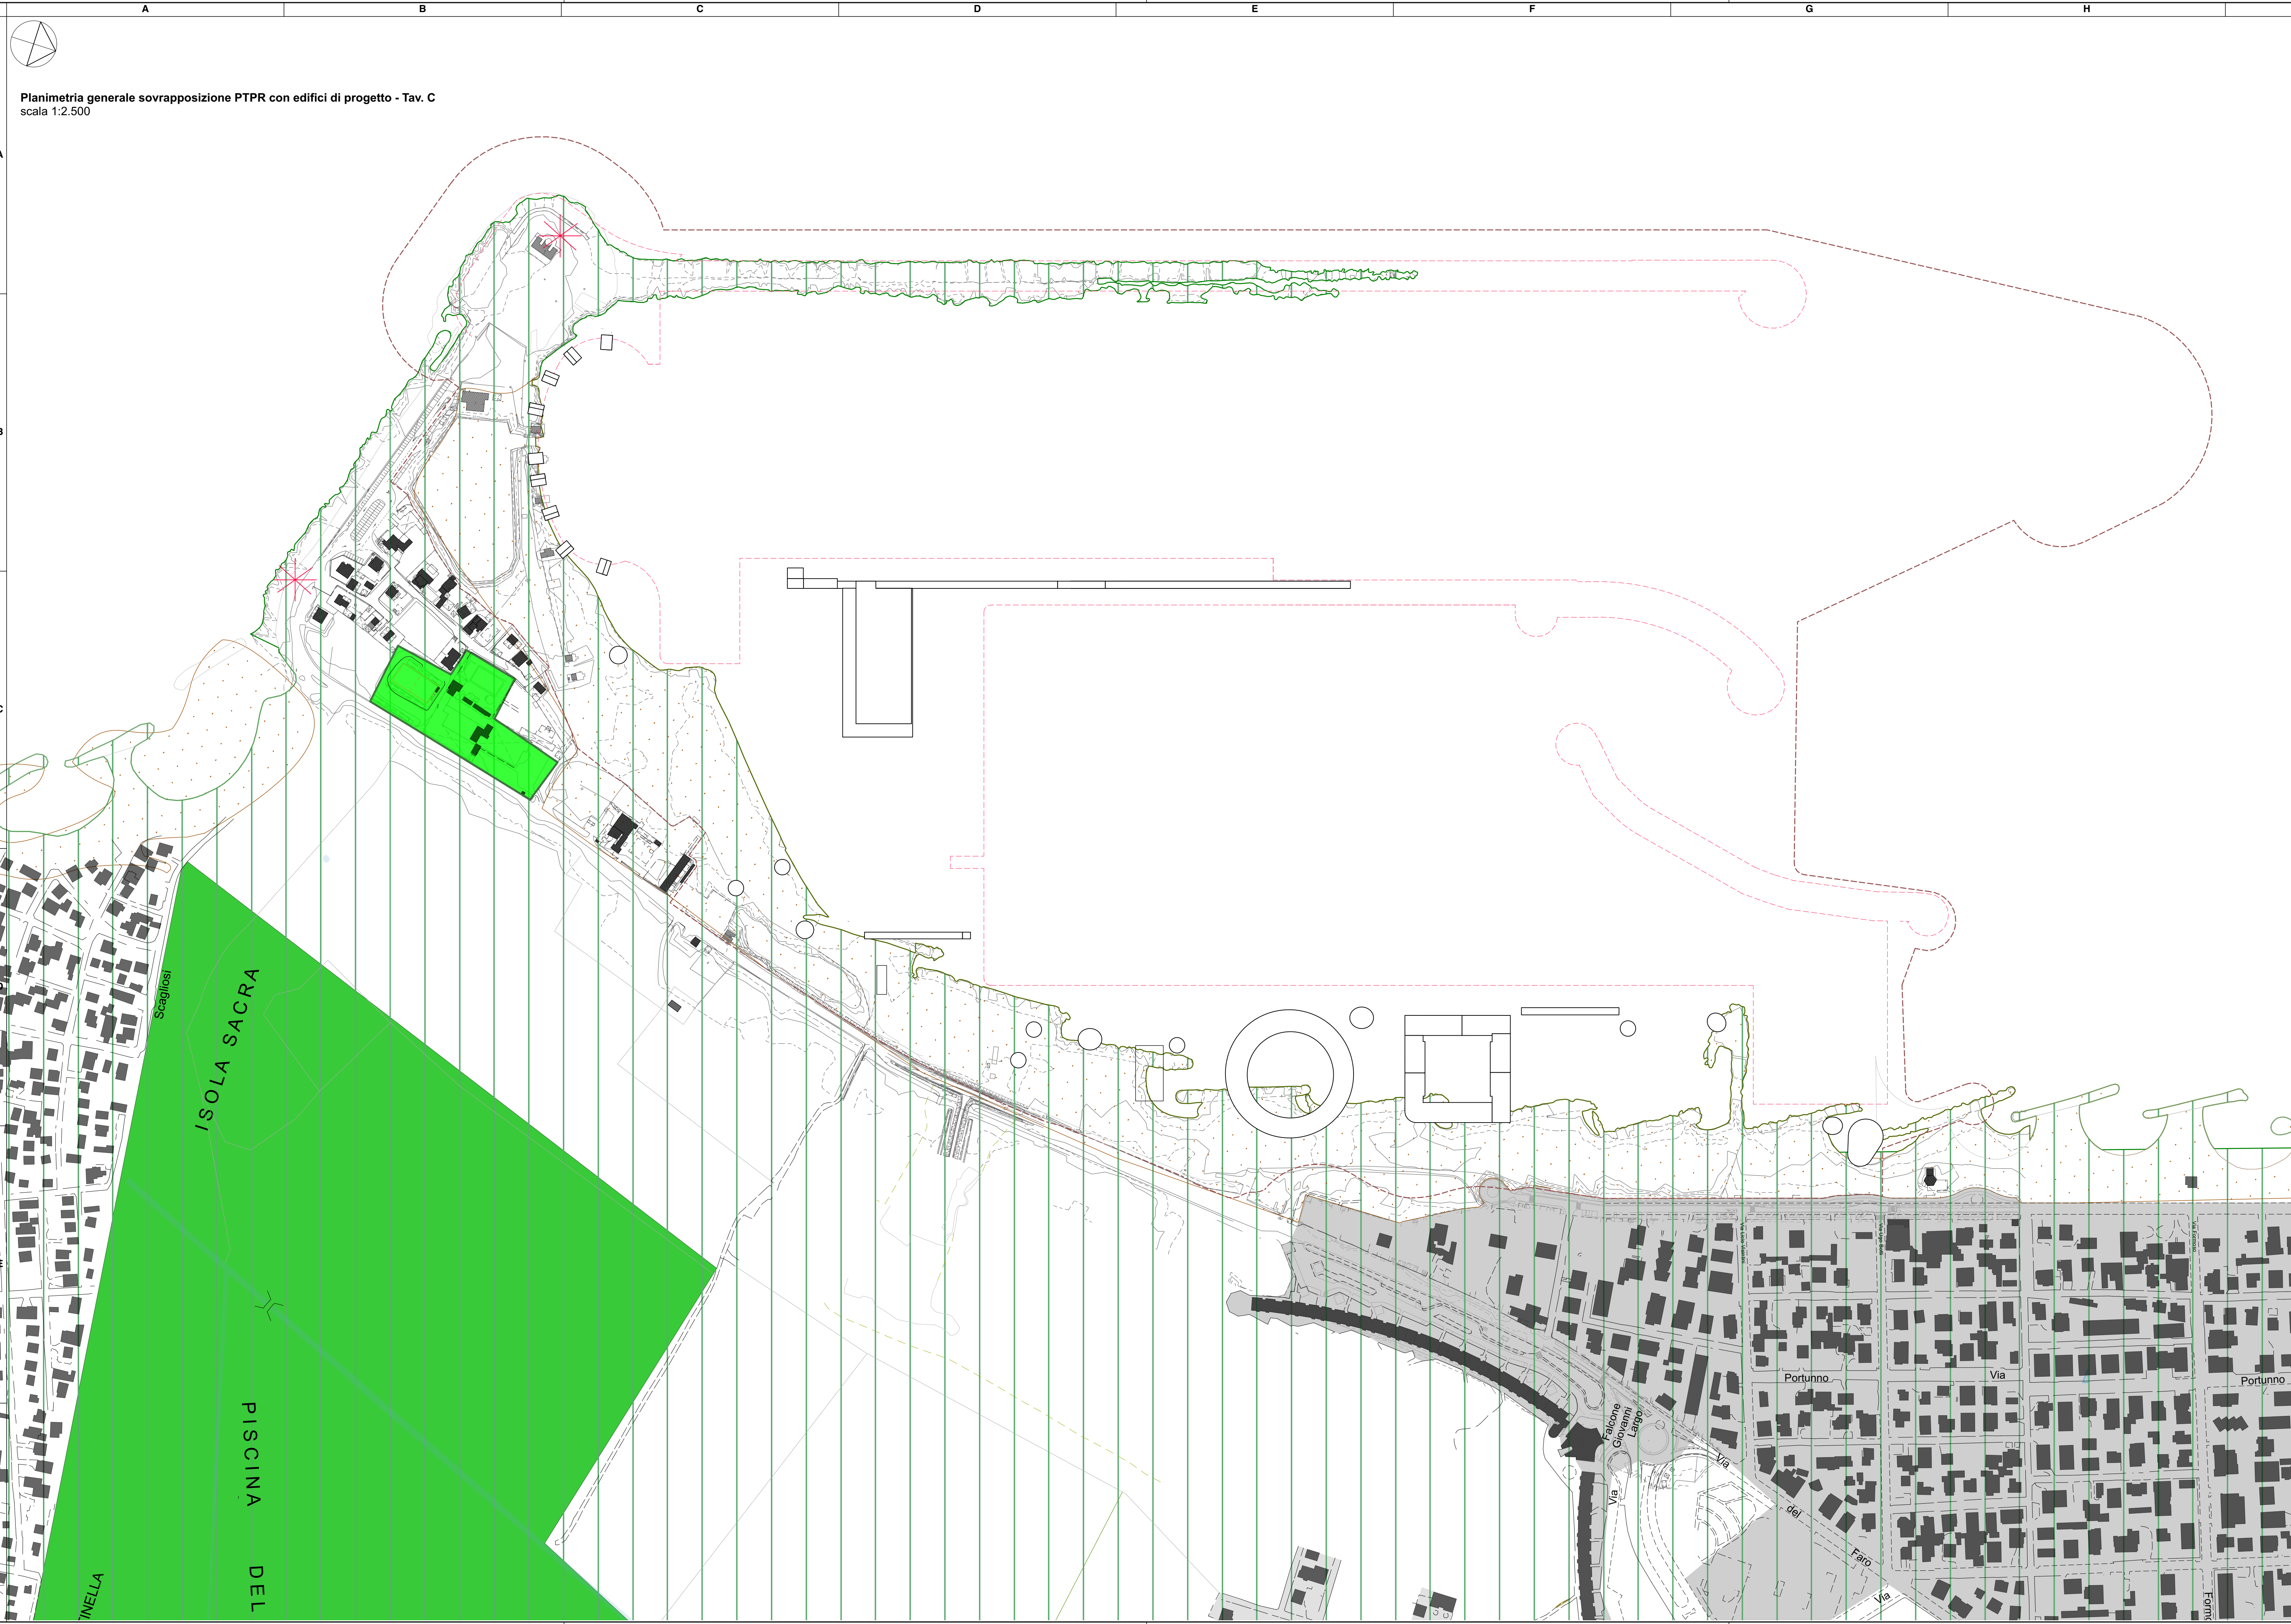 A B C D E F G H
Planimetria generale sovrapposizione PTPR con edifici di progetto - Tav. C
scala 1:2.500
A
B
C
Scagliosi
ISOLA SACRA
E
Portunno
Via
Portunno
Falcone
Giovanni
Largo
Via
PISCINA DEL
Via
del
Faro
Via
INELLA